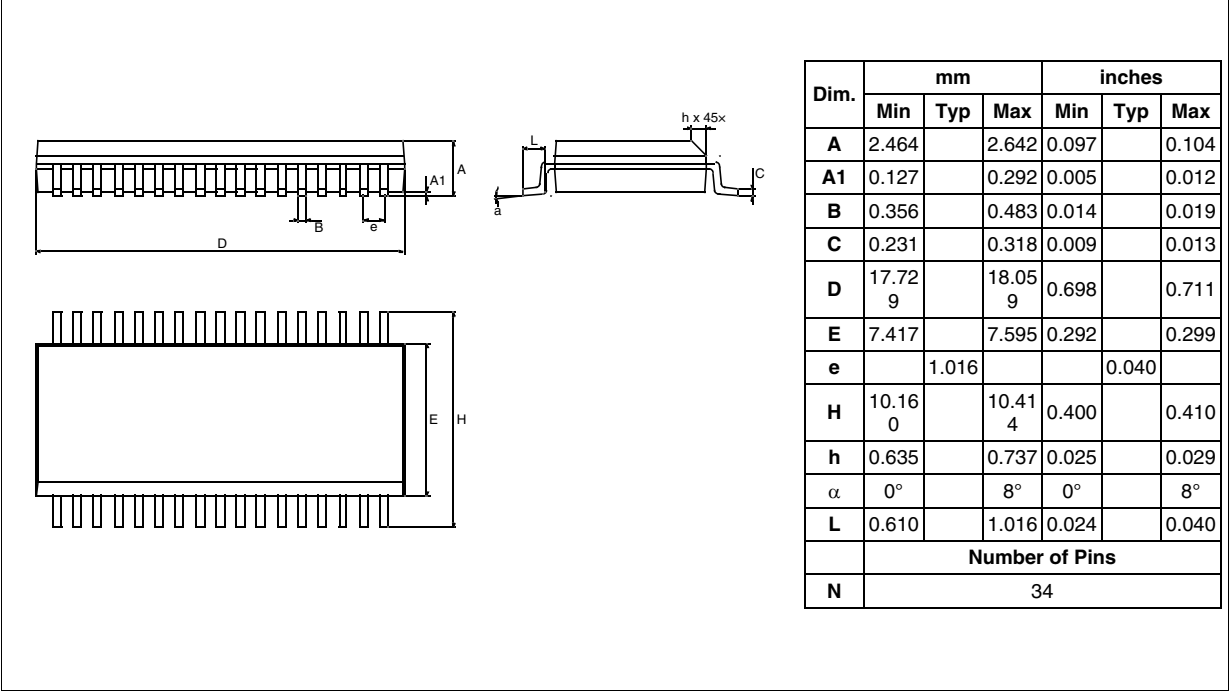 h x 45×
L
A
A1
C
a
B
e
D
E
H
Dim. mm inches
Min Typ Max Min Typ Max
A 2.464 2.642 0.097 0.104
A1 0.127 0.292 0.005 0.012
B 0.356 0.483 0.014 0.019
C 0.231 0.318 0.009 0.013
D 17.729 18.059 0.698 0.711
E 7.417 7.595 0.292 0.299
e 1.016 0.040
H 10.160 10.414 0.400 0.410
h 0.635 0.737 0.025 0.029
α 0° 8° 0° 8°
L 0.610 1.016 0.024 0.040
Number of Pins
N 34